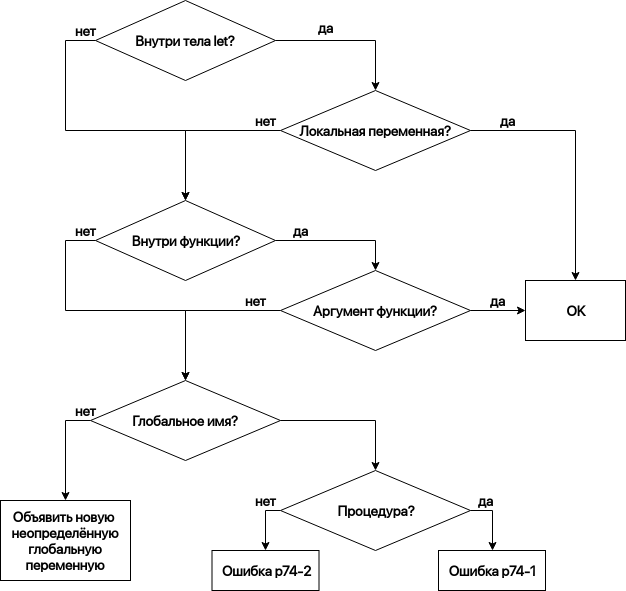 нет
Внутри тела let?
да
нет
Локальная переменная?
да
нет
Внутри функции?
да
нет
Аргумент функции?
да
OK
нет
Глобальное имя?
нет
Процедура?
да
Объявить новую
неопределённую
глобальную
переменную
Ошибка p74-2
Ошибка p74-1